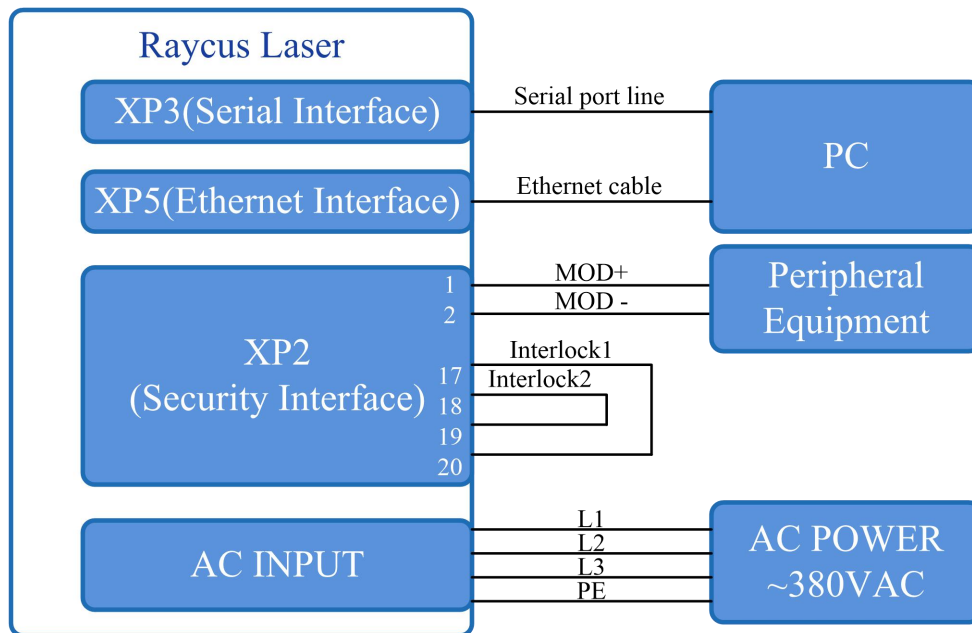 Raycus Laser
XP3(Serial Interface)
Serial port line
PC
XP5(Ethernet Interface)
Ethernet cable
XP2
(Security Interface)
1
2
17
18
19
20
MOD+
MOD -
Peripheral
Equipment
Interlock1
Interlock2
AC INPUT
L1
L2
L3
PE
AC POWER
~380VAC